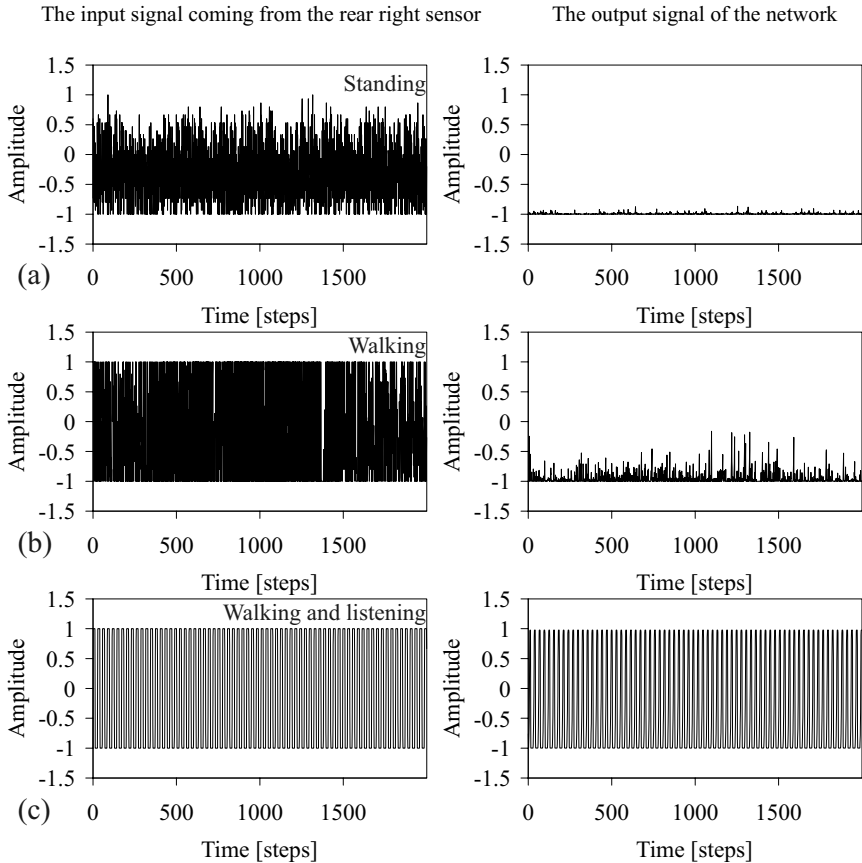 The input signal coming from the rear right sensor
The output signal of the network
1.5
1
0.5
0
-0.5
-1
-1.5
Amplitude
Standing
0 500 1000 1500
Time [steps]
1.5
1
0.5
0
-0.5
-1
-1.5
Amplitude
0 500 1000 1500
Time [steps]
(a)
1.5
1
0.5
0
-0.5
-1
-1.5
Amplitude
Walking
0 500 1000 1500
Time [steps]
1.5
1
0.5
0
-0.5
-1
-1.5
Amplitude
0 500 1000 1500
Time [steps]
(b)
1.5
1
0.5
0
-0.5
-1
-1.5
Amplitude
Walking and listening
0 500 1000 1500
Time [steps]
1.5
1
0.5
0
-0.5
-1
-1.5
Amplitude
0 500 1000 1500
Time [steps]
(c)